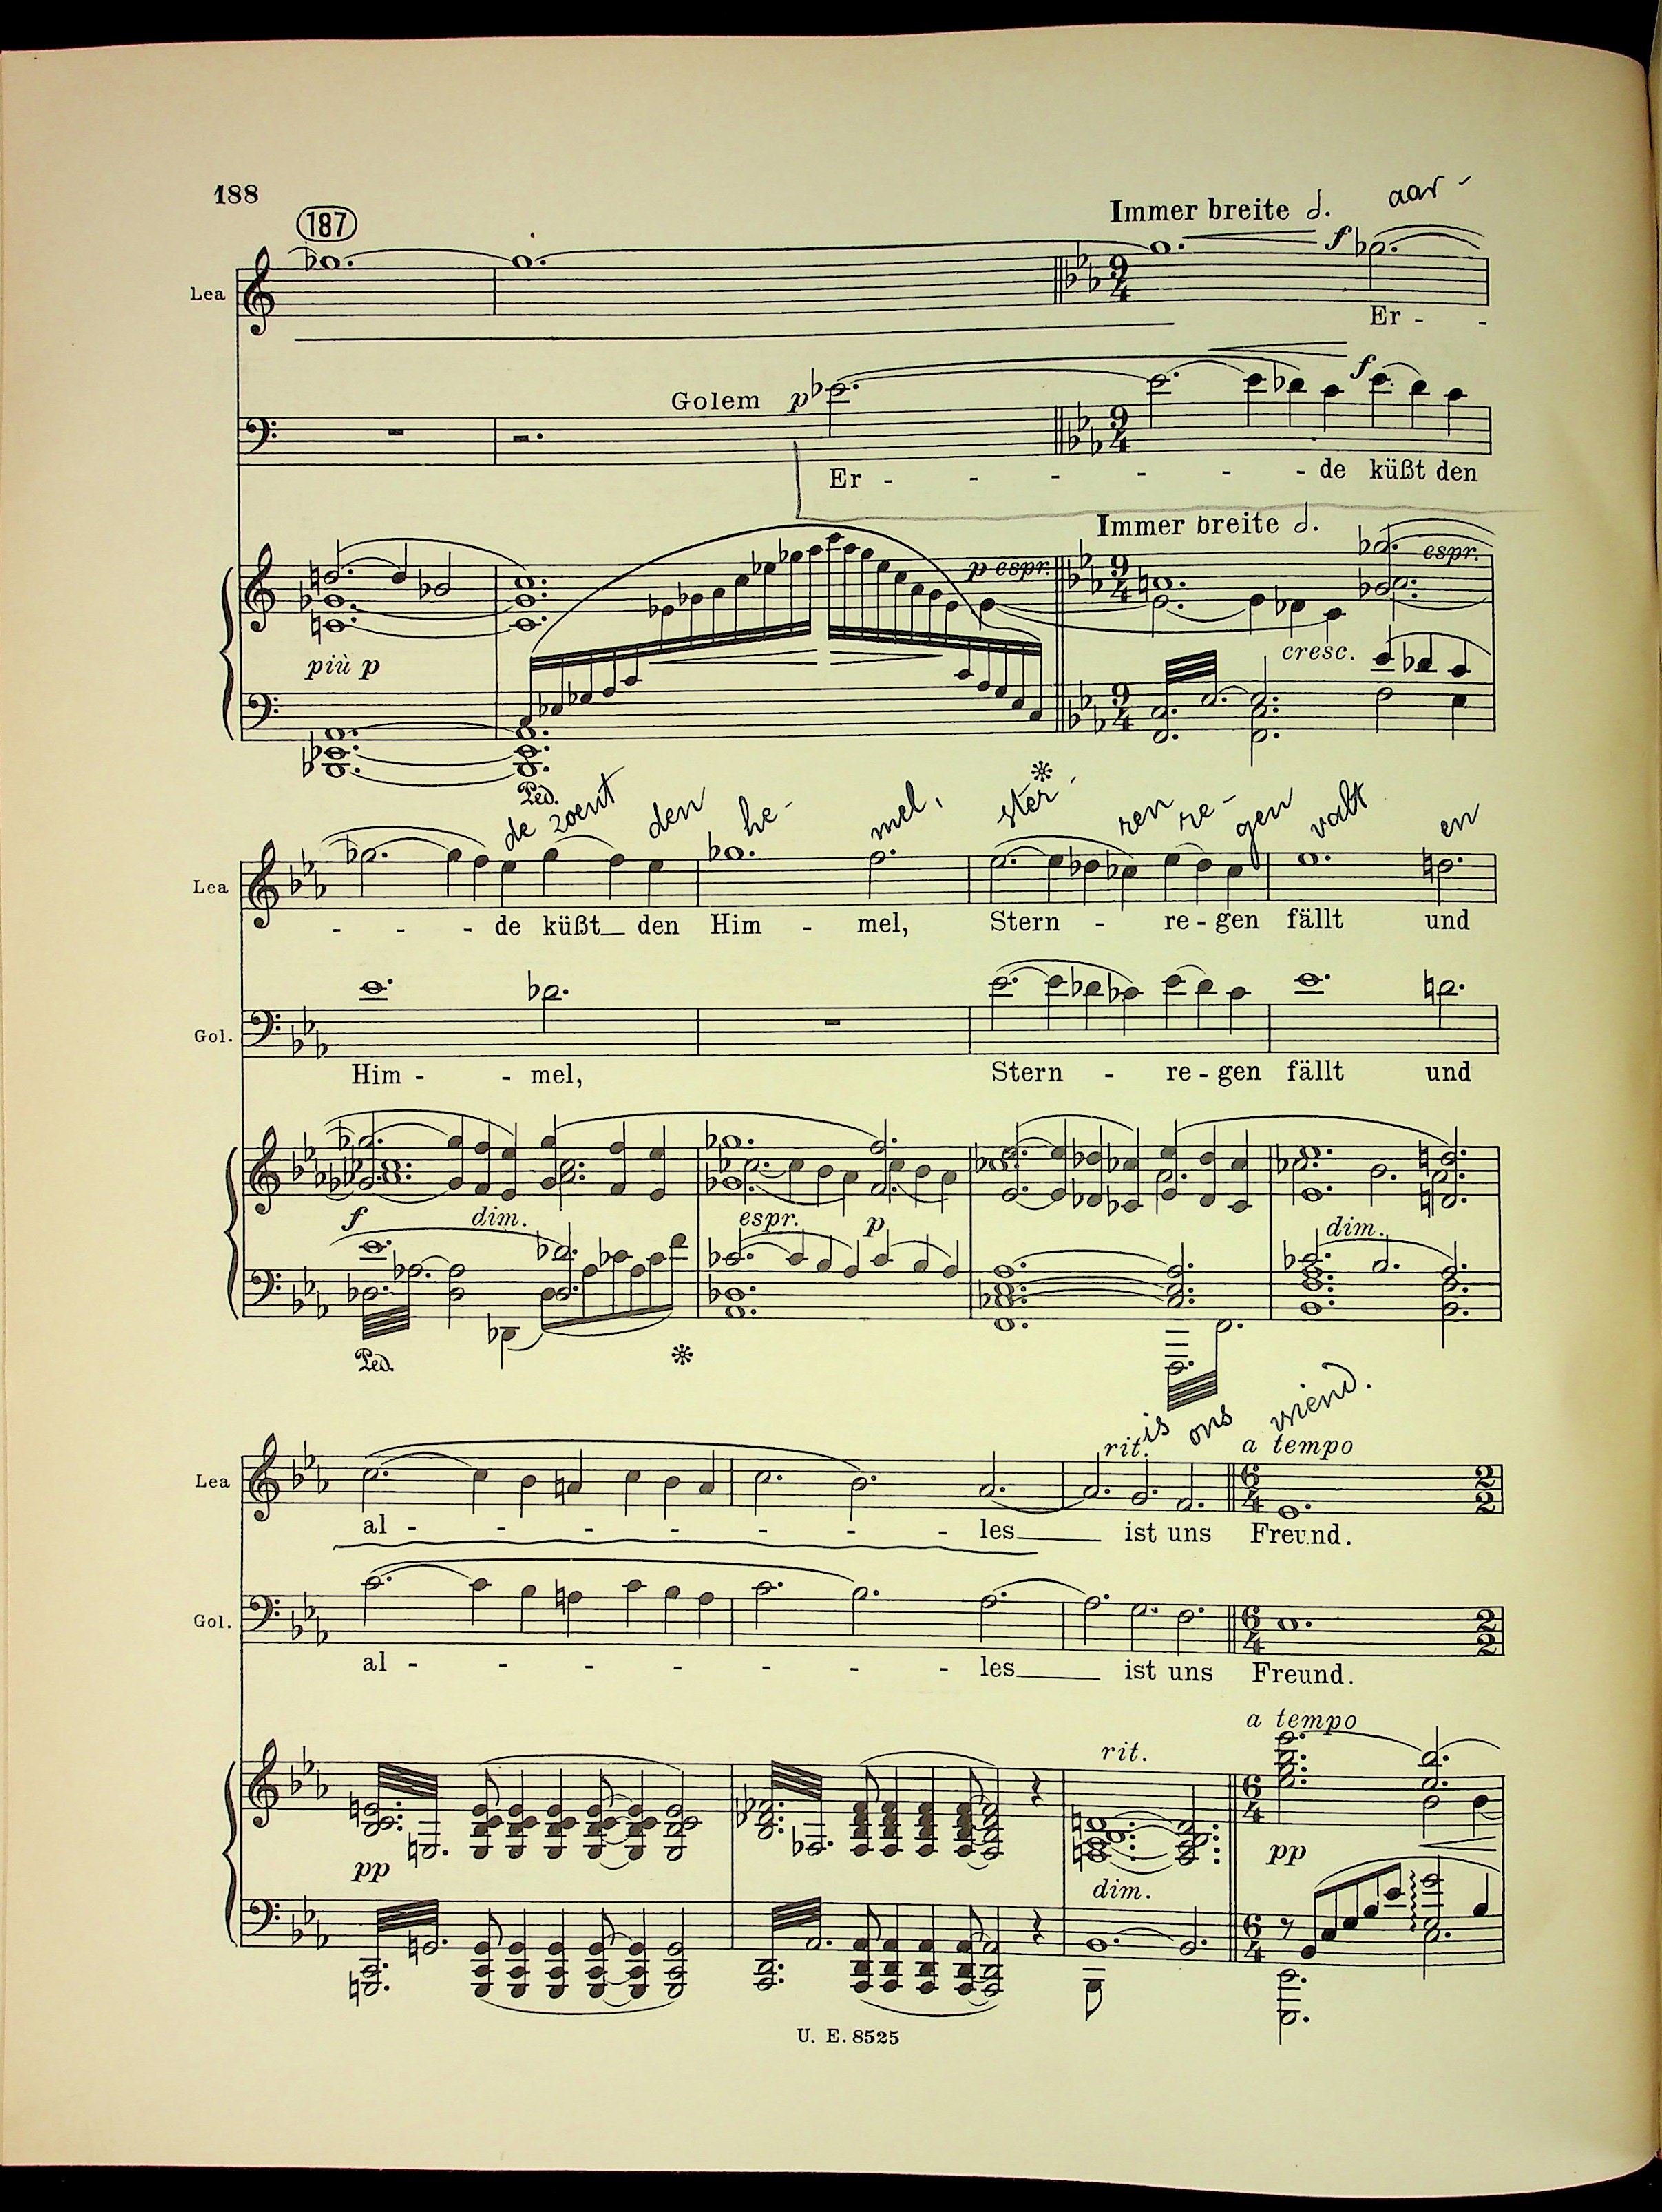 188
187
Immer breite 𝅗𝅥. aar -
f
Lea
Er - -
f
Golem p
Er - - - - - de küßt den
Immer breite 𝅗𝅥.
espr.
p espr.
più p
cresc.
Ped. *
de zoent den he- mel, ster- ren re- gen valt en
Lea
- - - de küßt den Him - mel, Stern - re - gen fällt und
Gol.
Him - - mel, Stern - re - gen fällt und
f dim. espr. p dim.
Ped. *
is ons vriend.
rit. a tempo
Lea
al - - - - - - - les ist uns Freund.
Gol.
al - - - - - - - les ist uns Freund.
a tempo
rit.
pp pp
dim.
U. E. 8525